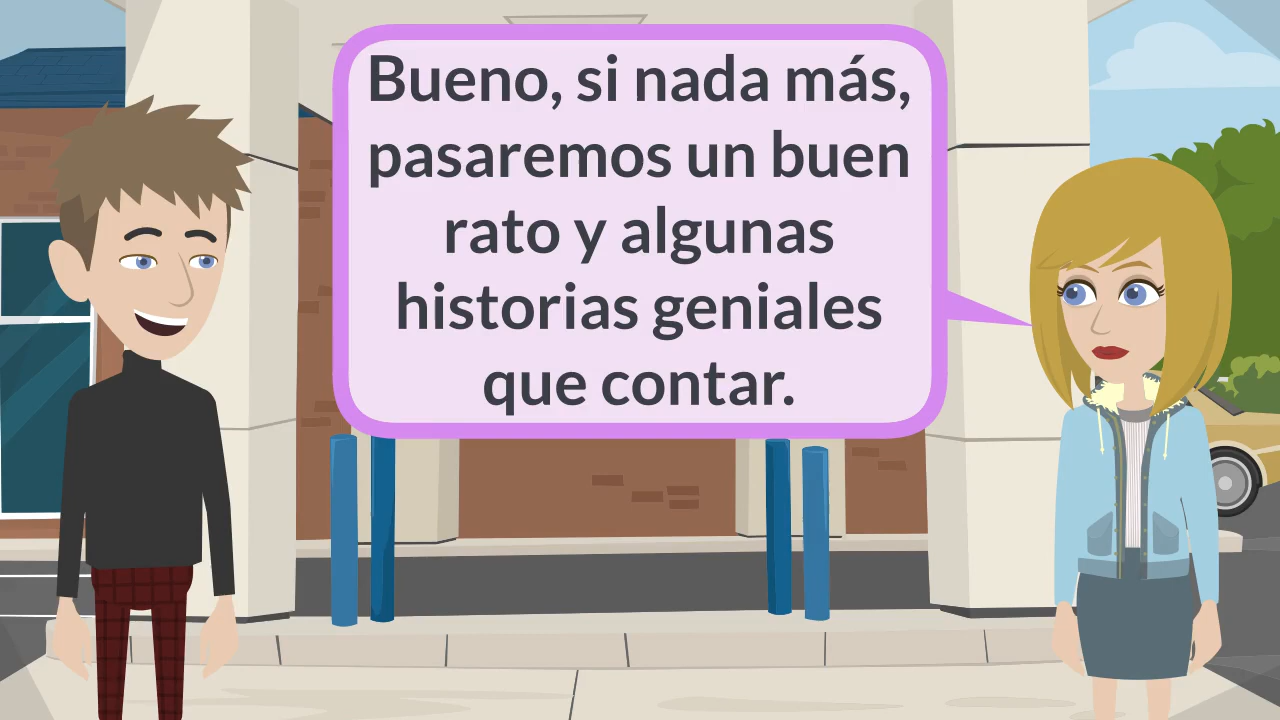 Bueno, si nada más,
pasaremos un buen
rato y algunas
historias geniales
que contar.